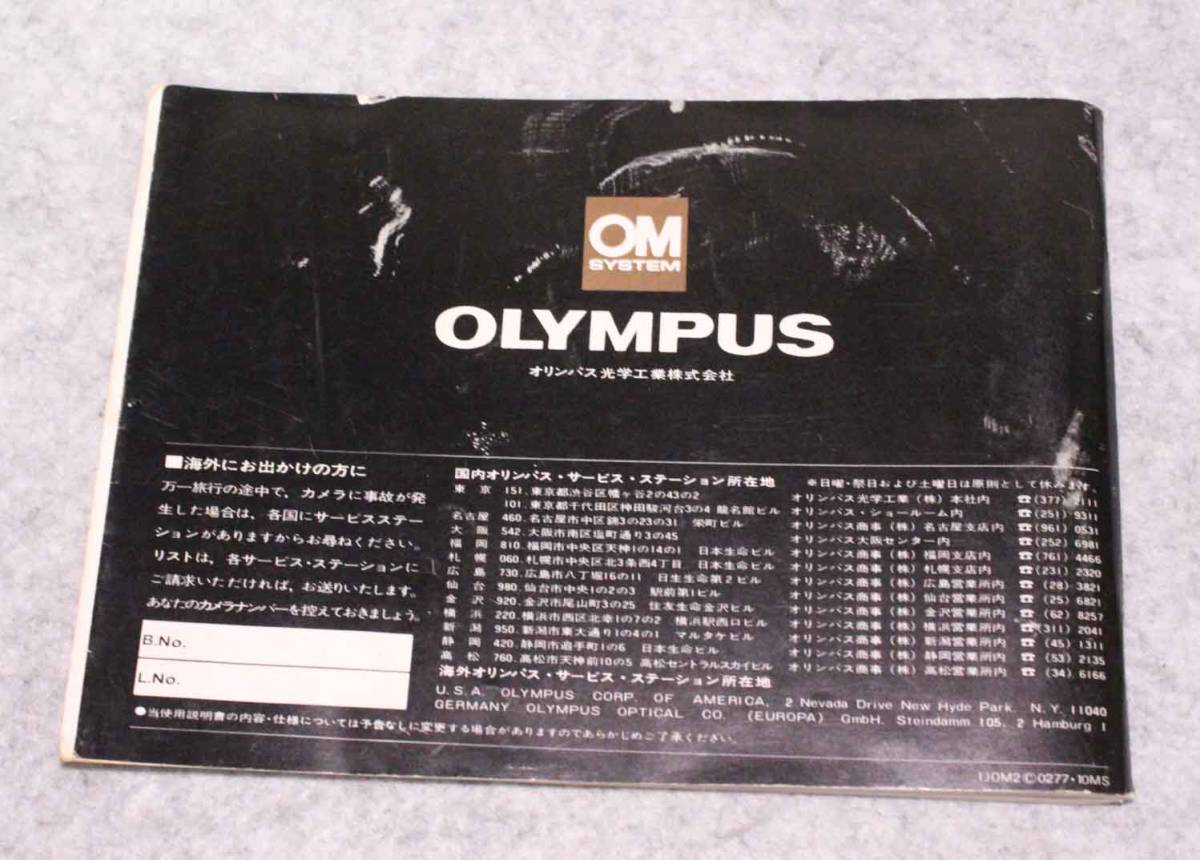 OM
SYSTEM
OLYMPUS
オリンパス光学工業株式会社
■海外にお出かけの方に
万一旅行の途中で、カメラに事故が発
生した場合は、各国にサービスステー
ションがありますからお尋ねください。
リストは、各サービス・ステーションに
ご請求いただければ、お送りいたします。
あなたのカメラナンバーを控えておきましょう。
B.No.
L.No.
国内オリンパス・サービス・ステーション所在地 ※日曜・祭日および土曜日は原則として休みます。
東京 151.東京都渋谷区幡ヶ谷2の43の2 オリンパス光学工業(株)本社内 ☎(377)
101.東京都千代田区神田駿河台3の4 龍名館ビル オリンパス・ショールーム内 ☎(251)9311
名古屋 460.名古屋市中区錦3の23の31 栄町ビル オリンパス商事(株)名古屋支店内 ☎(961)0531
大阪 542.大阪市南区塩町通り3の45 オリンパス大阪センター内 ☎(252)6981
福岡 810.福岡市中央区天神1の14の1 日本生命ビル オリンパス商事(株)福岡支店内 ☎(761)4466
札幌 060.札幌市中央区北3条西4丁目 日本生命ビル オリンパス商事(株)札幌支店内 ☎(231)2320
広島 730.広島市八丁堀16の11 日生生命第2ビル オリンパス商事(株)広島営業所内 ☎(28)3821
仙台 980.仙台市中央1の2の3 駅前第1ビル オリンパス商事(株)仙台営業所内 ☎(25)6821
金沢 920.金沢市尾山町3の25 住友生命金沢ビル オリンパス商事(株)金沢営業所内 ☎(62)8257
横浜 220.横浜市西区北幸1の7の2 横浜駅西口ビル オリンパス商事(株)横浜営業所内 ☎(311)2041
新潟 950.新潟市東大通り1の4の1 マルタケビル オリンパス商事(株)新潟営業所内 ☎(45)1311
静岡 420.静岡市追手町1の6 日本生命ビル オリンパス商事(株)静岡営業所内 ☎(53)2135
高松 760.高松市天神前10の5 高松セントラルスカイビル オリンパス商事(株)高松営業所内 ☎(34)6166
海外オリンパス・サービス・ステーション所在地
U.S.A. OLYMPUS CORP. OF AMERICA, 2 Nevada Drive New Hyde Park. N.Y. 11040
GERMANY OLYMPUS OPTICAL CO. (EUROPA) GmbH. Steindamm 105, 2 Hamburg 1
●当使用説明書の内容・仕様については予告なしに変更する場合がありますのであらかじめご了承ください。
1JOM2©0277・10MS